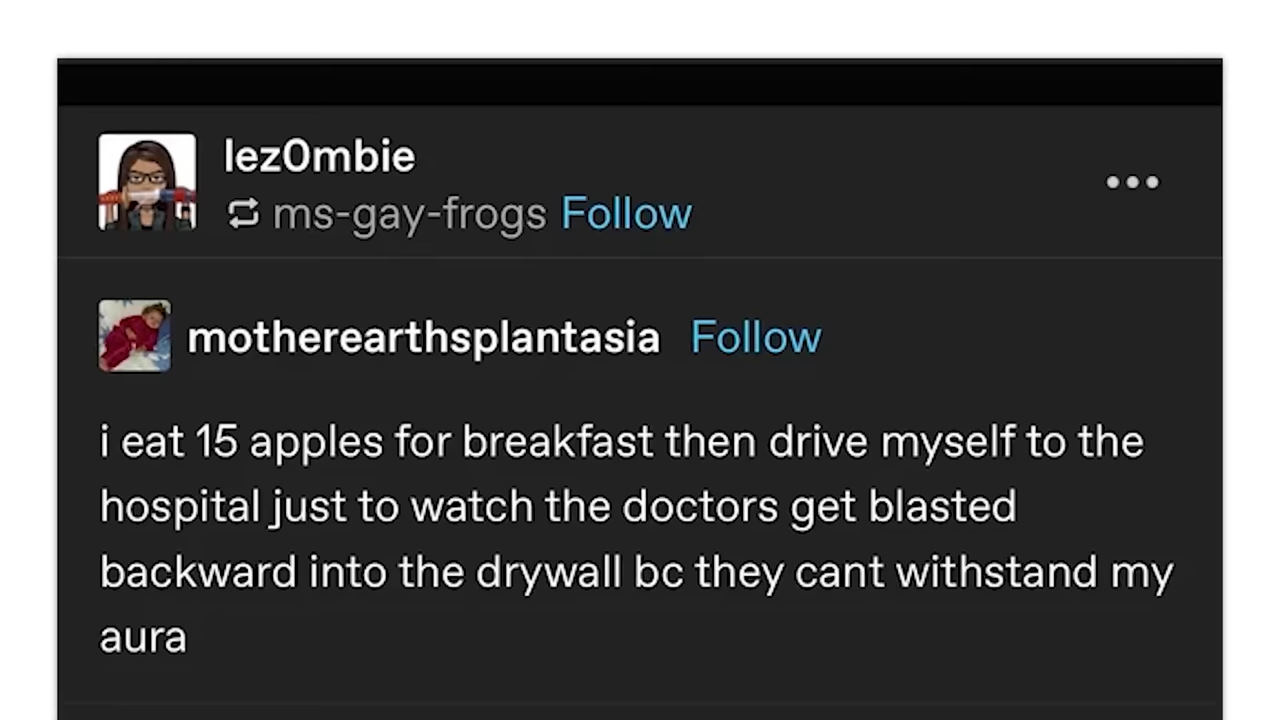 lez0mbie
ms-gay-frogs Follow
motherearthsplantasia Follow
i eat 15 apples for breakfast then drive myself to the
hospital just to watch the doctors get blasted
backward into the drywall bc they cant withstand my
aura